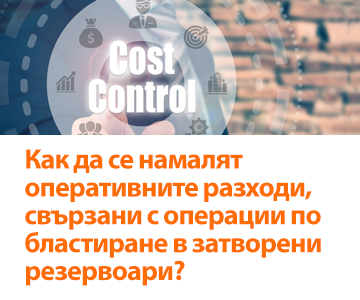 Cost
Control
Как да се намалят
оперативните разходи,
свързани с операции по
бластиране в затворени
резервоари?